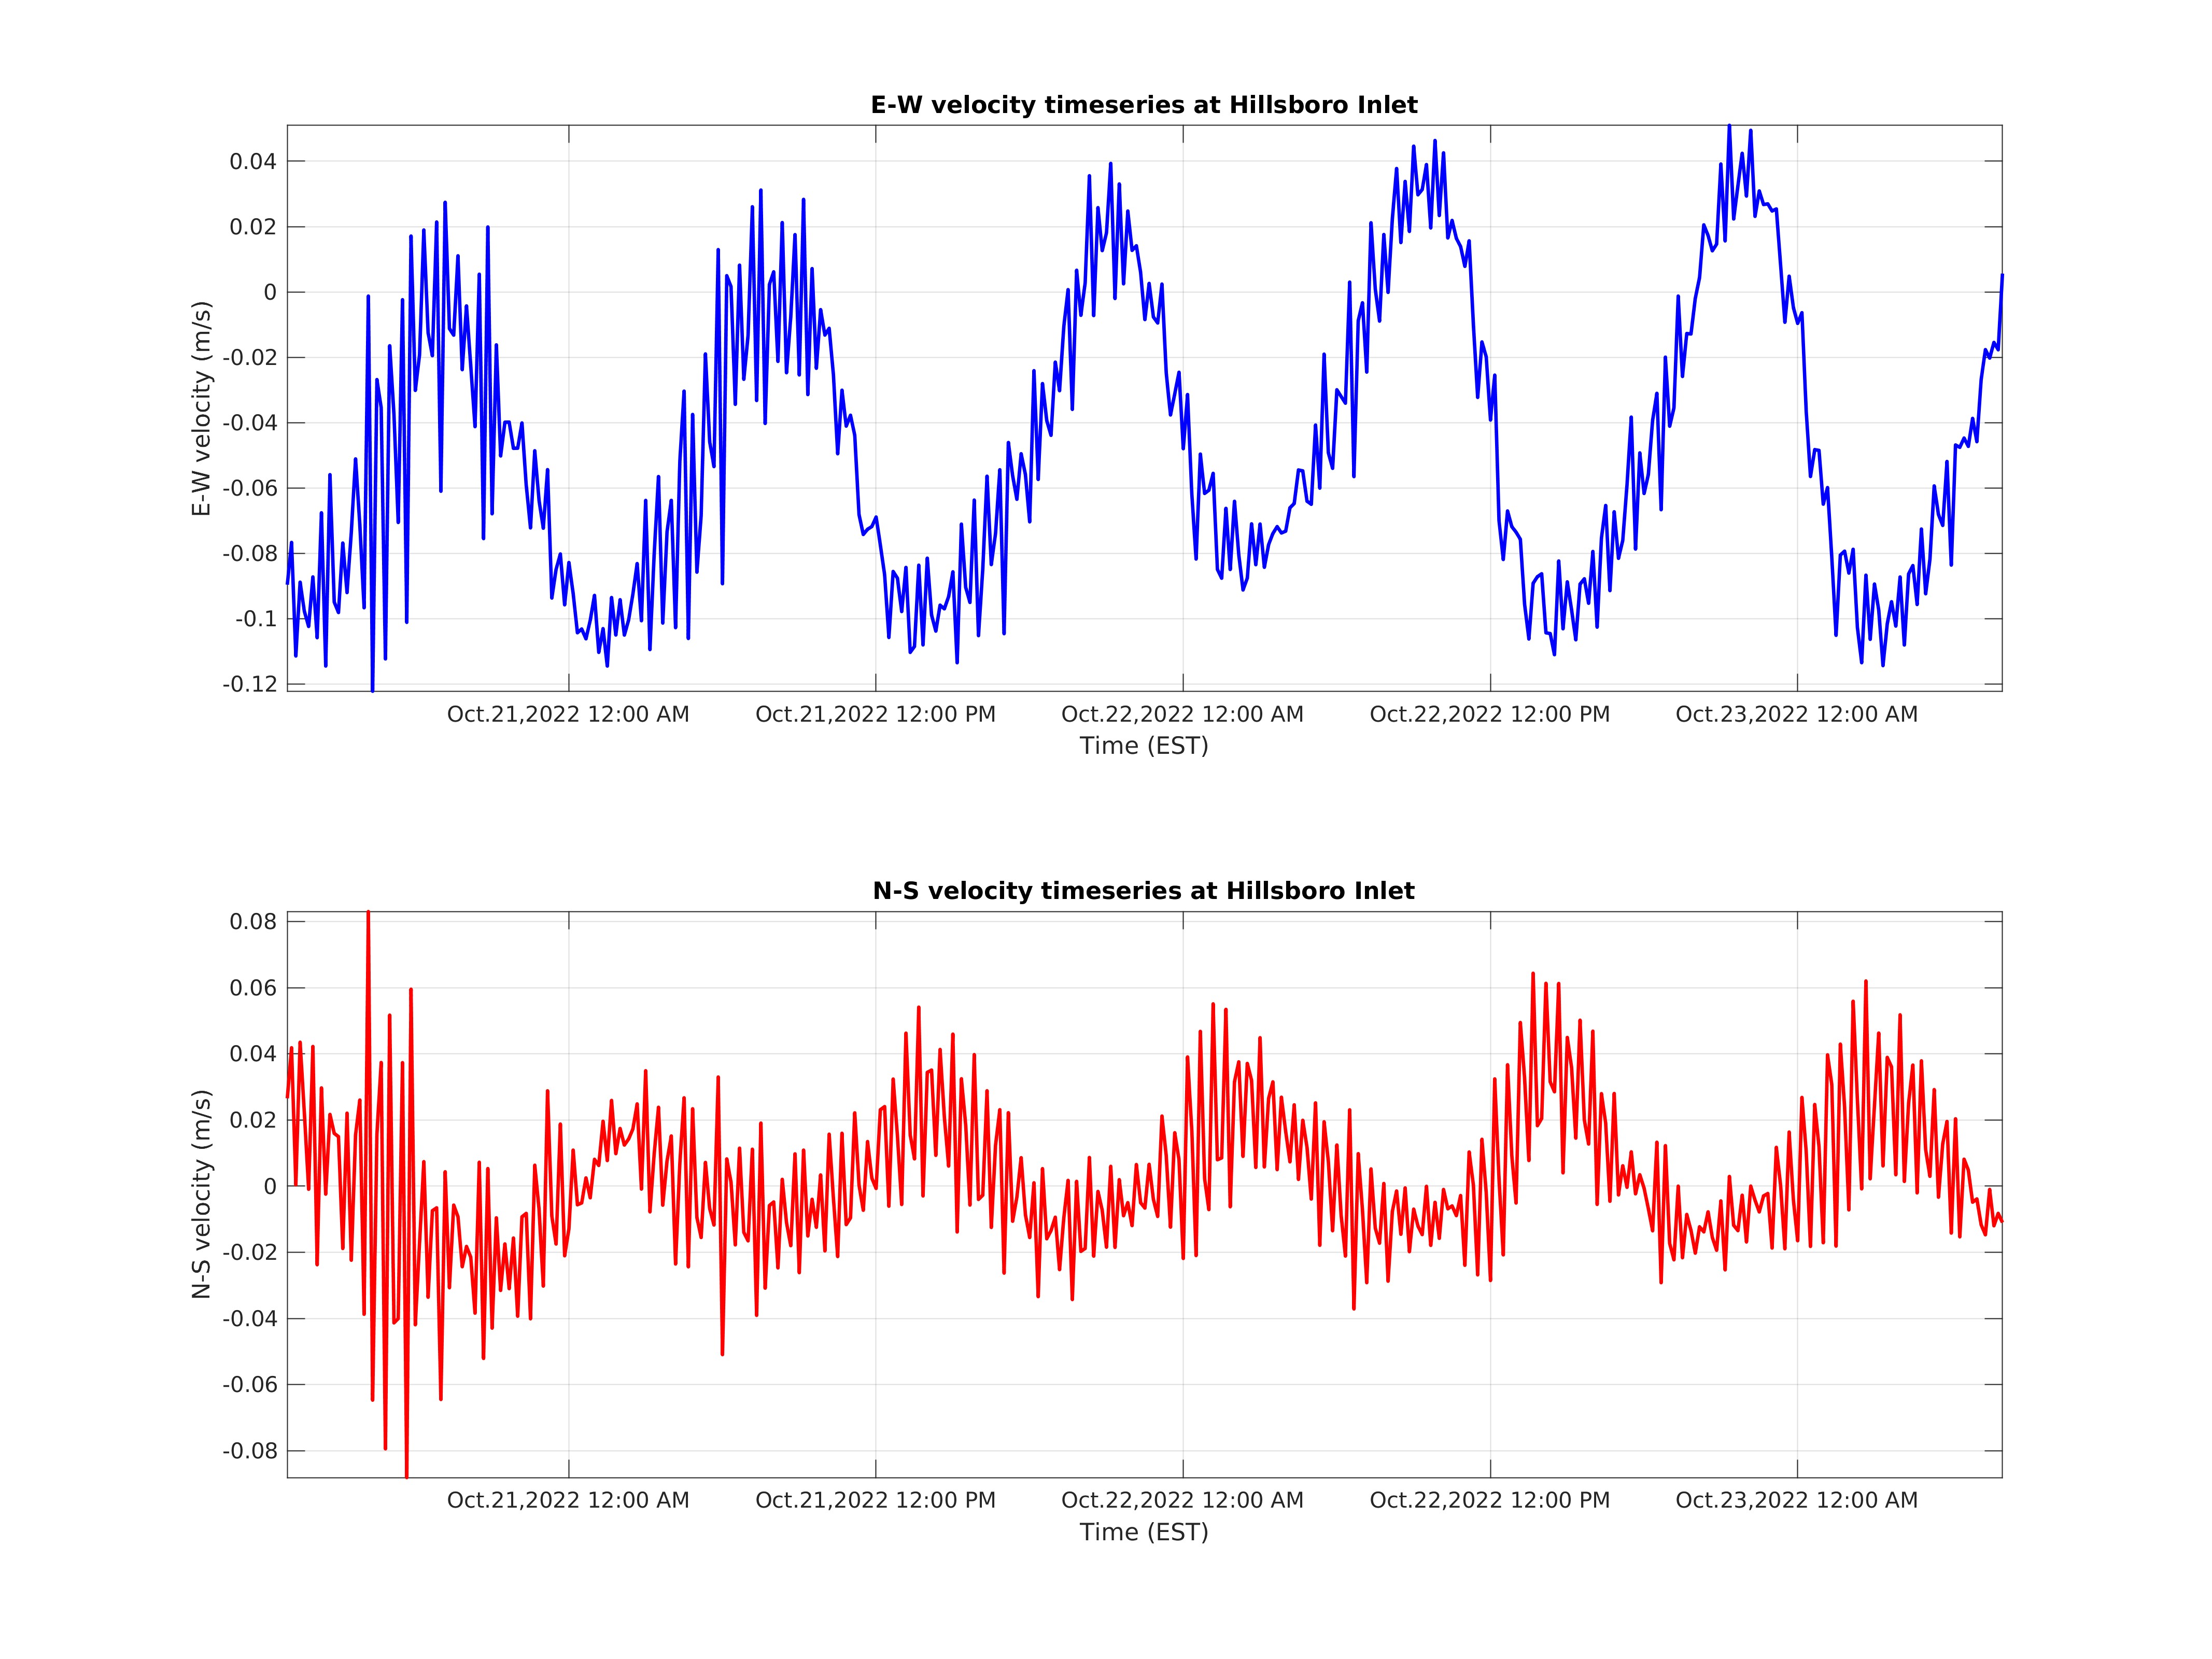 E-W velocity timeseries at Hillsboro Inlet
0.04
0.02
0
-0.02
-0.04
-0.06
-0.08
-0.1
-0.12
E-W velocity (m/s)
Oct.21,2022 12:00 AM
Oct.21,2022 12:00 PM
Oct.22,2022 12:00 AM
Oct.22,2022 12:00 PM
Oct.23,2022 12:00 AM
Time (EST)
N-S velocity timeseries at Hillsboro Inlet
0.08
0.06
0.04
0.02
0
-0.02
-0.04
-0.06
-0.08
N-S velocity (m/s)
Oct.21,2022 12:00 AM
Oct.21,2022 12:00 PM
Oct.22,2022 12:00 AM
Oct.22,2022 12:00 PM
Oct.23,2022 12:00 AM
Time (EST)